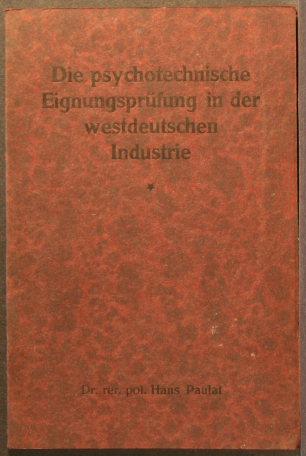 Die psychotechnische
Eignungsprüfung in der
westdeutschen
Industrie
*
Dr. rer. pol. Hans Paulat